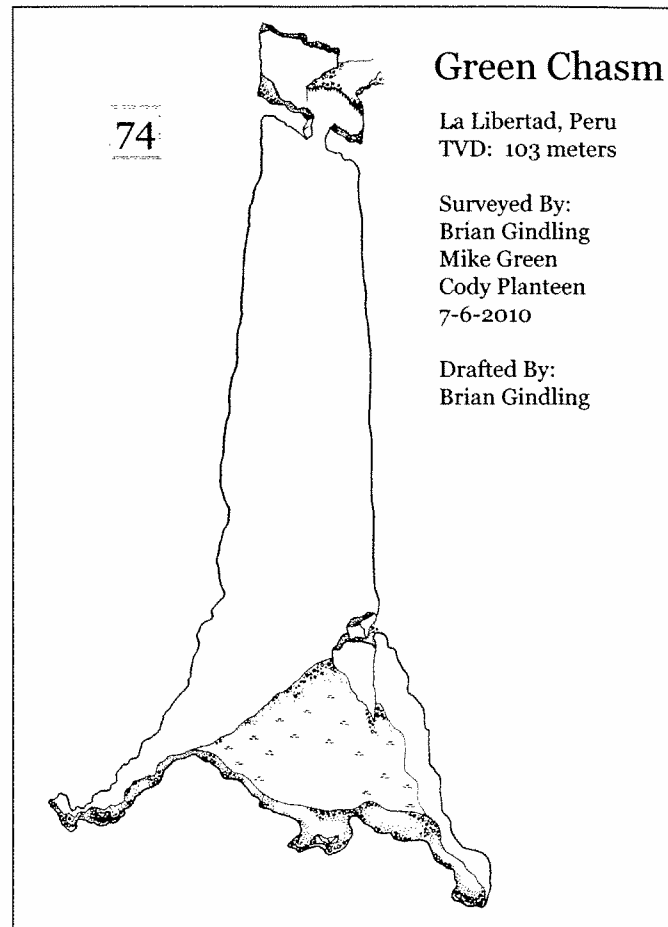 Green Chasm
74
La Libertad, Peru
TVD: 103 meters
Surveyed By:
Brian Gindling
Mike Green
Cody Planteen
7-6-2010
Drafted By:
Brian Gindling